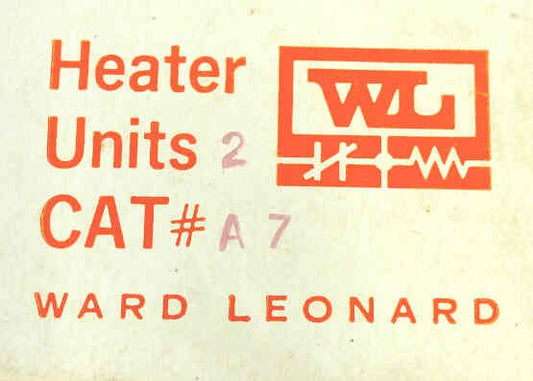 Heater
Units 2
CAT# A 7
WL
WARD LEONARD